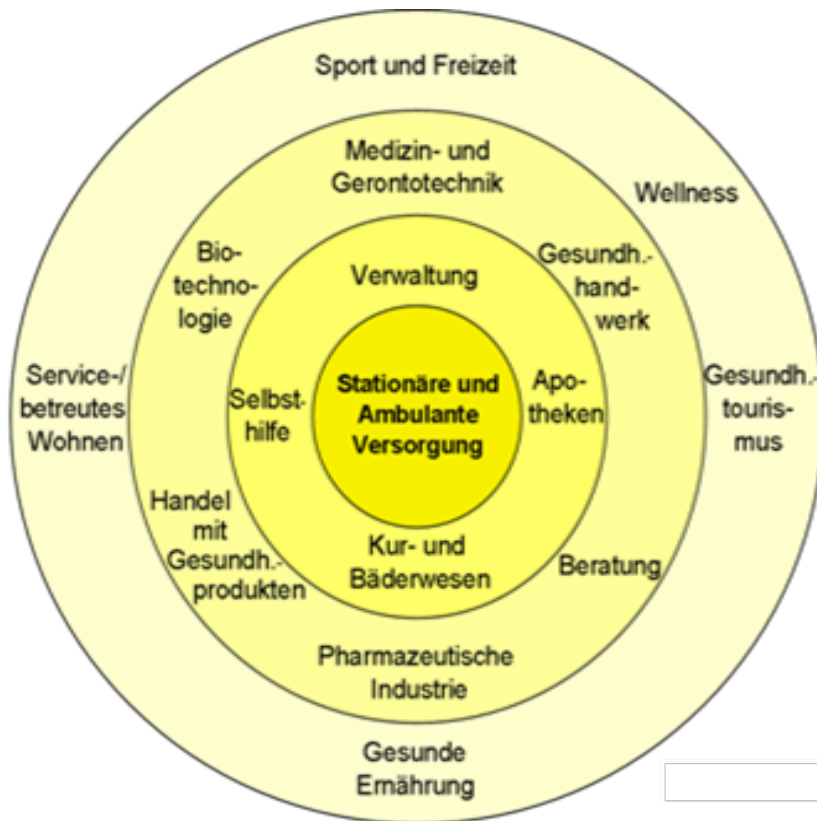 Sport und Freizeit
Medizin- und
Gerontotechnik
Wellness
Bio-
technolo-
logie
Gesundh.-
hand-
werk
Verwaltung
Service-/
betreutes
Wohnen
Selbst-
hilfe
Stationäre und
Ambulante
Versorgung
Apo-
theken
Gesundh.-
touris-
mus
Handel
mit
Gesundh.-
produkten
Kur- und
Bäderwesen
Beratung
Pharmazeutische
Industrie
Gesunde
Ernährung